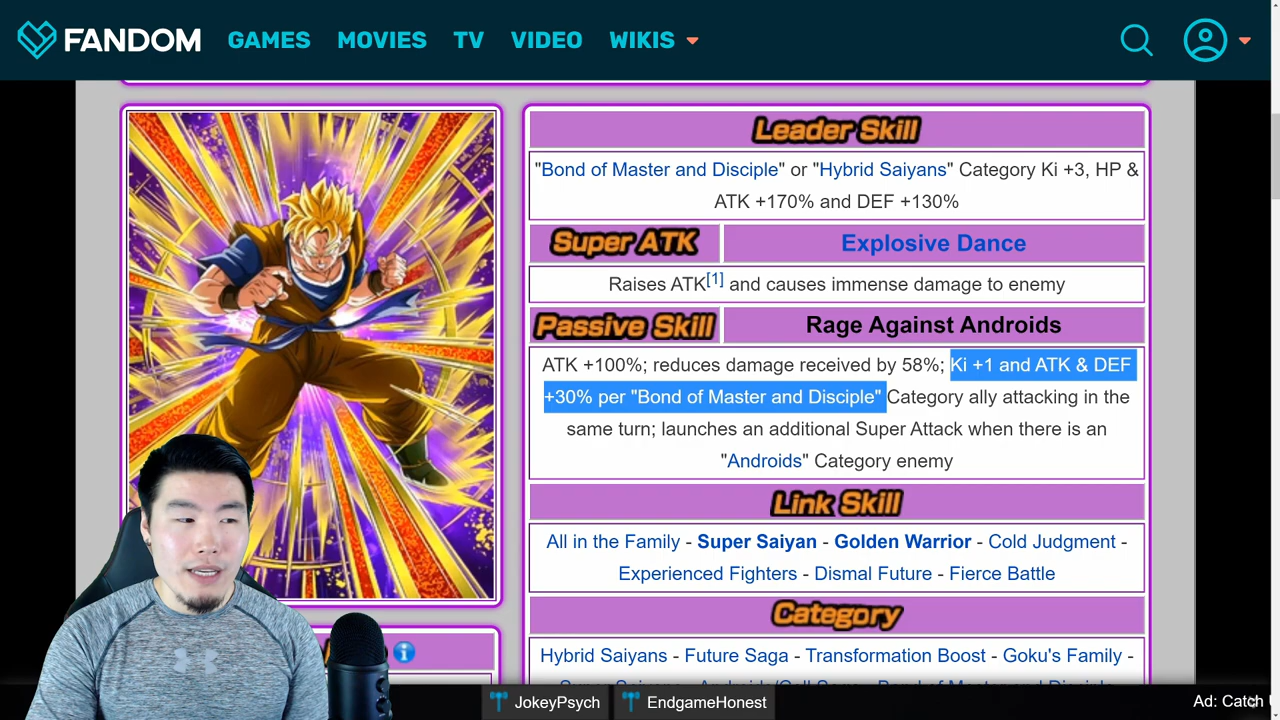 FANDOM GAMES MOVIES TV VIDEO WIKIS
Leader Skill
"Bond of Master and Disciple" or "Hybrid Saiyans" Category Ki +3, HP &
ATK +170% and DEF +130%
Super ATK Explosive Dance
Raises ATK[1] and causes immense damage to enemy
Passive Skill Rage Against Androids
ATK +100%; reduces damage received by 58%; Ki +1 and ATK & DEF
+30% per "Bond of Master and Disciple" Category ally attacking in the
same turn; launches an additional Super Attack when there is an
"Androids" Category enemy
Link Skill
All in the Family - Super Saiyan - Golden Warrior - Cold Judgment -
Experienced Fighters - Dismal Future - Fierce Battle
Category
Hybrid Saiyans - Future Saga - Transformation Boost - Goku's Family -
JokeyPsych EndgameHonest Ad: Catch